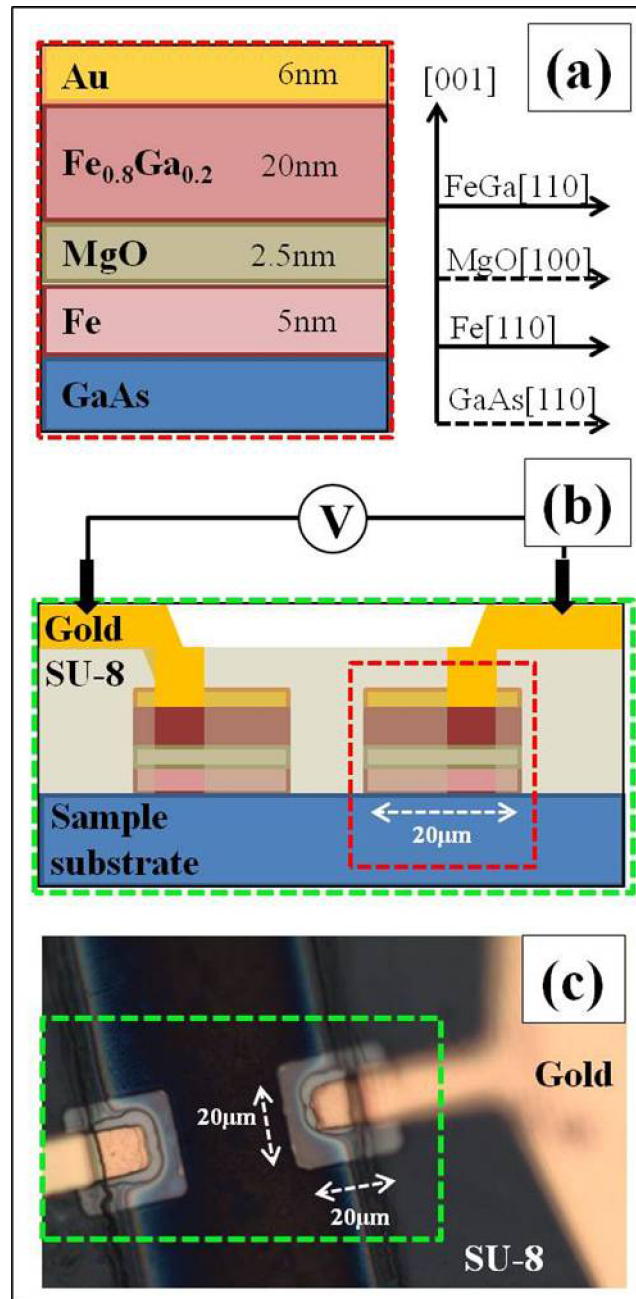 (a)
Au 6nm
Fe0.8Ga0.2 20nm
MgO 2.5nm
Fe 5nm
GaAs
[001]
FeGa[110]
MgO[100]
Fe[110]
GaAs[110]
(b)
V
Gold
SU-8
20μm
Sample
substrate
(c)
Gold
20μm
20μm
SU-8